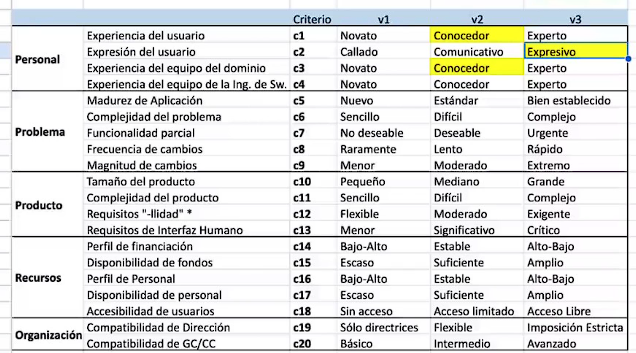 Criterio v1 v2 v3
Personal
Experiencia del usuario c1 Novato Conocedor Experto
Expresión del usuario c2 Callado Comunicativo Expresivo
Experiencia del equipo del dominio c3 Novato Conocedor Experto
Experiencia del equipo de la Ing. de Sw. c4 Novato Conocedor Experto
Problema
Madurez de Aplicación c5 Nuevo Estándar Bien establecido
Complejidad del problema c6 Sencillo Difícil Complejo
Funcionalidad parcial c7 No deseable Deseable Urgente
Frecuencia de cambios c8 Raramente Lento Rápido
Magnitud de cambios c9 Menor Moderado Extremo
Producto
Tamaño del producto c10 Pequeño Mediano Grande
Complejidad del producto c11 Sencillo Difícil Complejo
Requisitos "-Ilidad" * c12 Flexible Moderado Exigente
Requisitos de Interfaz Humano c13 Menor Significativo Crítico
Recursos
Perfil de financiación c14 Bajo-Alto Estable Alto-Bajo
Disponibilidad de fondos c15 Escaso Suficiente Amplio
Perfil de Personal c16 Bajo-Alto Estable Alto-Bajo
Disponibilidad de personal c17 Escaso Suficiente Amplio
Accesibilidad de usuarios c18 Sin acceso Acceso limitado Acceso Libre
Organización
Compatibilidad de Dirección c19 Sólo directrices Flexible Imposición Estricta
Compatibilidad de GC/CC c20 Básico Intermedio Avanzado